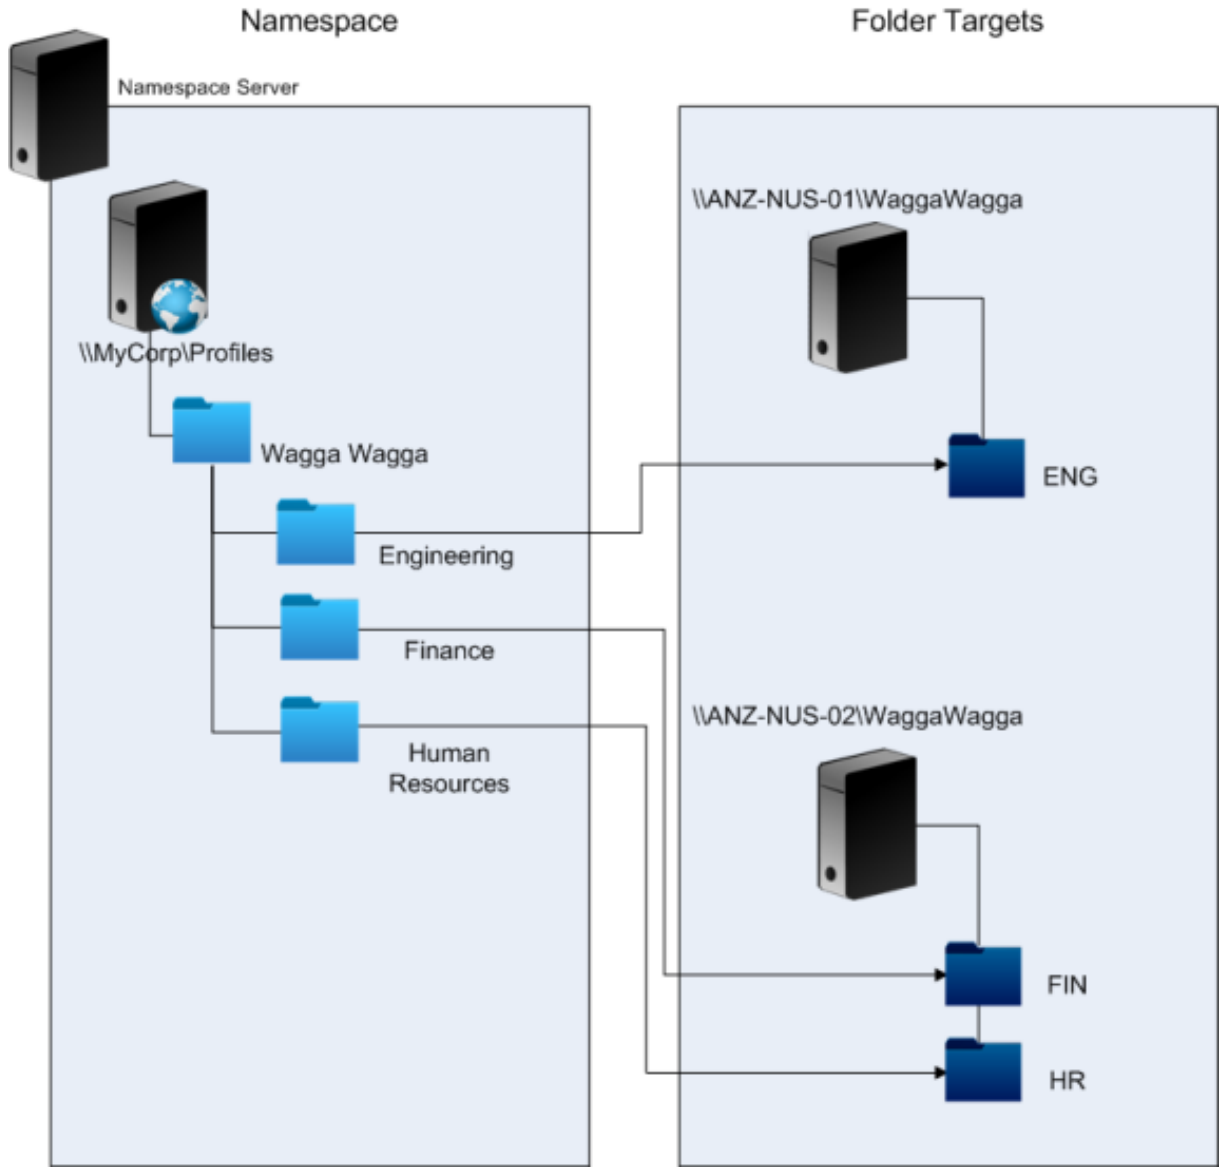 Namespace
Folder Targets
Namespace Server
\\MyCorp\Profiles
Wagga Wagga
Engineering
Finance
Human
Resources
\\ANZ-NUS-01\WaggaWagga
ENG
\\ANZ-NUS-02\WaggaWagga
FIN
HR